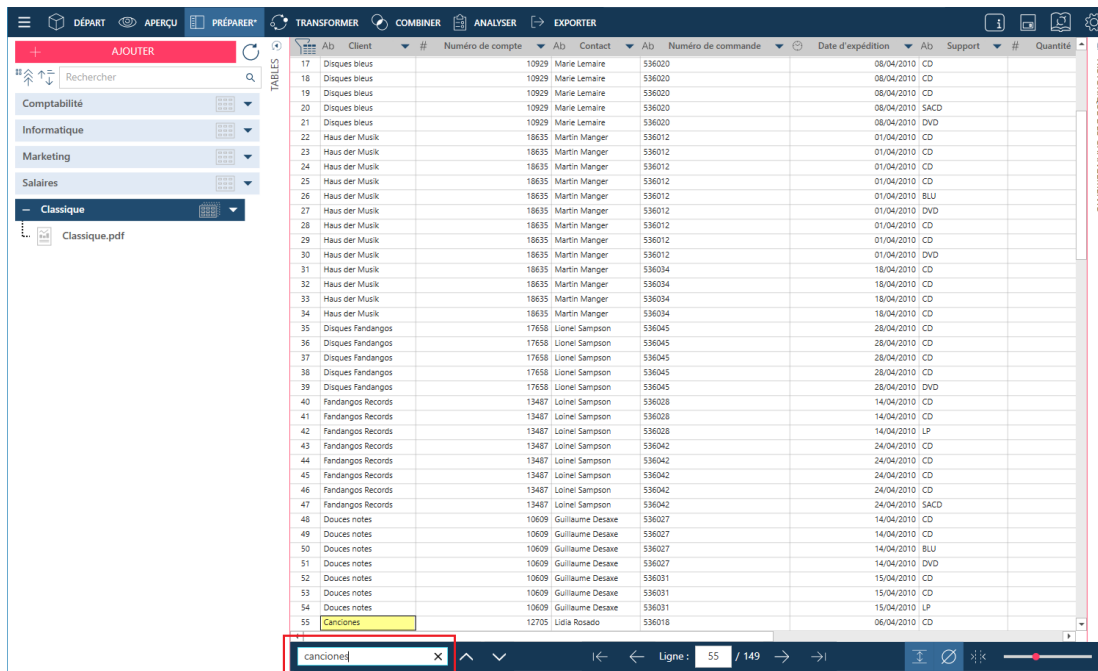 DÉPART APERÇU PRÉPARER* TRANSFORMER COMBINER ANALYSER EXPORTER
AJOUTER
Rechercher
Comptabilité
Informatique
Marketing
Salaires
Classique
Classique.pdf
TABLES
Ab Client # Numéro de compte Ab Contact Ab Numéro de commande Date d'expédition Ab Support # Quantité
17 Disques bleus 10929 Marie Lemaire 536020 08/04/2010 CD
18 Disques bleus 10929 Marie Lemaire 536020 08/04/2010 CD
19 Disques bleus 10929 Marie Lemaire 536020 08/04/2010 CD
20 Disques bleus 10929 Marie Lemaire 536020 08/04/2010 SACD
21 Disques bleus 10929 Marie Lemaire 536020 08/04/2010 DVD
22 Haus der Musik 18635 Martin Manger 536012 01/04/2010 CD
23 Haus der Musik 18635 Martin Manger 536012 01/04/2010 CD
24 Haus der Musik 18635 Martin Manger 536012 01/04/2010 CD
25 Haus der Musik 18635 Martin Manger 536012 01/04/2010 CD
26 Haus der Musik 18635 Martin Manger 536012 01/04/2010 BLU
27 Haus der Musik 18635 Martin Manger 536012 01/04/2010 DVD
28 Haus der Musik 18635 Martin Manger 536012 01/04/2010 CD
29 Haus der Musik 18635 Martin Manger 536012 01/04/2010 CD
30 Haus der Musik 18635 Martin Manger 536012 01/04/2010 DVD
31 Haus der Musik 18635 Martin Manger 536034 18/04/2010 CD
32 Haus der Musik 18635 Martin Manger 536034 18/04/2010 CD
33 Haus der Musik 18635 Martin Manger 536034 18/04/2010 CD
34 Haus der Musik 18635 Martin Manger 536034 18/04/2010 CD
35 Disques Fandangos 17658 Lionel Sampson 536045 28/04/2010 CD
36 Disques Fandangos 17658 Lionel Sampson 536045 28/04/2010 CD
37 Disques Fandangos 17658 Lionel Sampson 536045 28/04/2010 CD
38 Disques Fandangos 17658 Lionel Sampson 536045 28/04/2010 CD
39 Disques Fandangos 17658 Lionel Sampson 536045 28/04/2010 DVD
40 Fandangos Records 13487 Loinel Sampson 536028 14/04/2010 CD
41 Fandangos Records 13487 Loinel Sampson 536028 14/04/2010 CD
42 Fandangos Records 13487 Loinel Sampson 536028 14/04/2010 LP
43 Fandangos Records 13487 Loinel Sampson 536042 24/04/2010 CD
44 Fandangos Records 13487 Loinel Sampson 536042 24/04/2010 CD
45 Fandangos Records 13487 Loinel Sampson 536042 24/04/2010 CD
46 Fandangos Records 13487 Loinel Sampson 536042 24/04/2010 CD
47 Fandangos Records 13487 Loinel Sampson 536042 24/04/2010 SACD
48 Douces notes 10609 Guillaume Desaxe 536027 14/04/2010 CD
49 Douces notes 10609 Guillaume Desaxe 536027 14/04/2010 CD
50 Douces notes 10609 Guillaume Desaxe 536027 14/04/2010 BLU
51 Douces notes 10609 Guillaume Desaxe 536027 14/04/2010 DVD
52 Douces notes 10609 Guillaume Desaxe 536031 15/04/2010 CD
53 Douces notes 10609 Guillaume Desaxe 536031 15/04/2010 CD
54 Douces notes 10609 Guillaume Desaxe 536031 15/04/2010 LP
55 Canciones 12705 Lidia Rosado 536018 06/04/2010 CD
canciones Ligne : 55 / 149